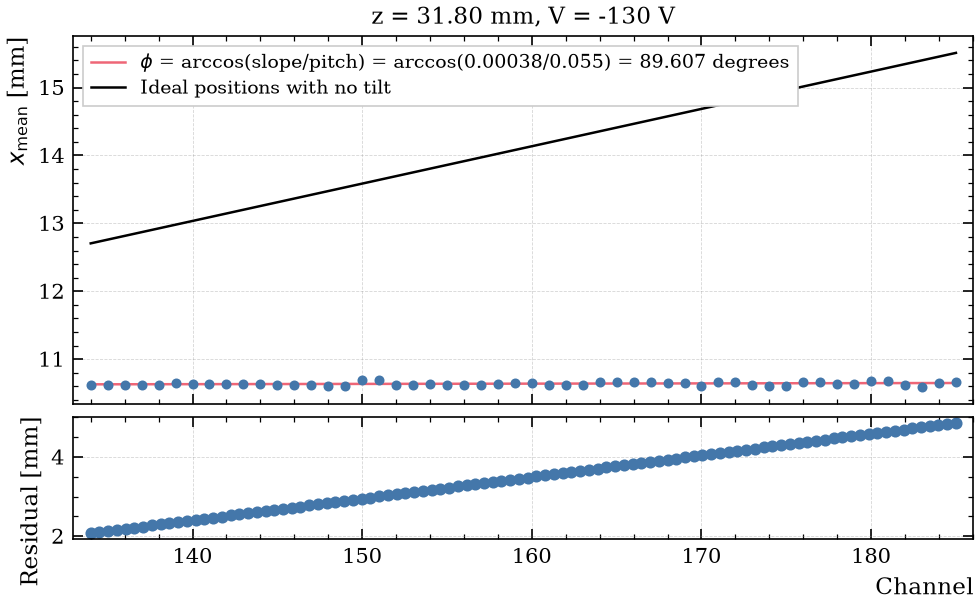 z = 31.80 mm, V = -130 V
ϕ = arccos(slope/pitch) = arccos(0.00038/0.055) = 89.607 degrees
Ideal positions with no tilt
x_mean [mm]
15
14
13
12
11
Residual [mm]
4
2
140 150 160 170 180
Channel